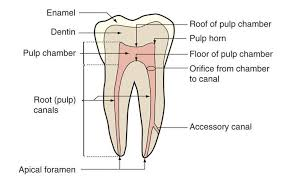 Enamel
Dentin
Pulp chamber
Root (pulp)
canals
Apical foramen
Roof of pulp chamber
Pulp horn
Floor of pulp chamber
Orifice from chamber
to canal
Accessory canal